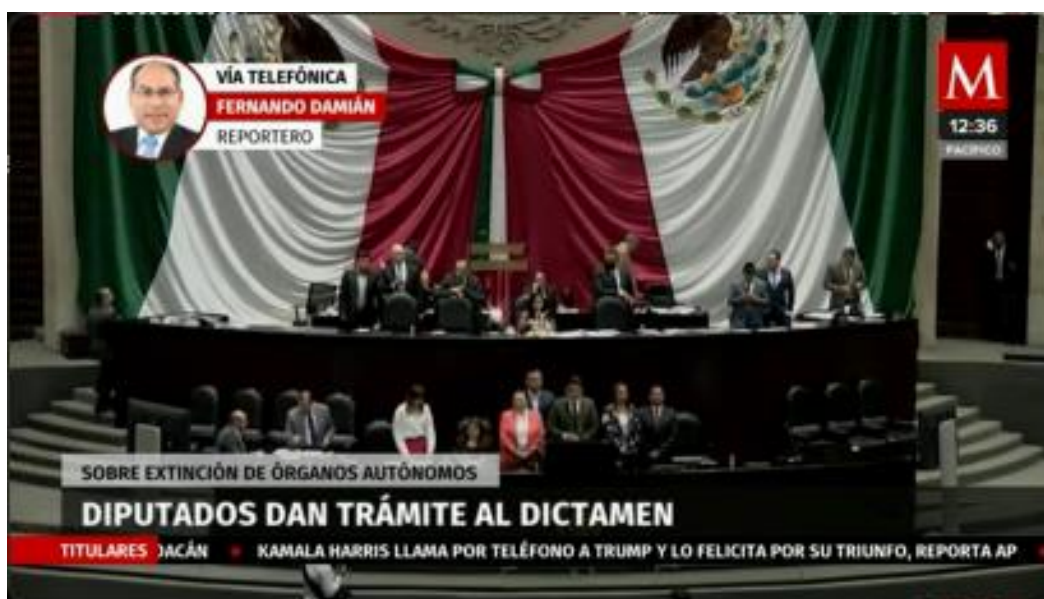 VÍA TELEFÓNICA
FERNANDO DAMIÁN
REPORTERO
M
12:36
PACÍFICO
SOBRE EXTINCIÓN DE ÓRGANOS AUTÓNOMOS
DIPUTADOS DAN TRÁMITE AL DICTAMEN
TITULARES DACÁN • KAMALA HARRIS LLAMA POR TELÉFONO A TRUMP Y LO FELICITA POR SU TRIUNFO, REPORTA AP